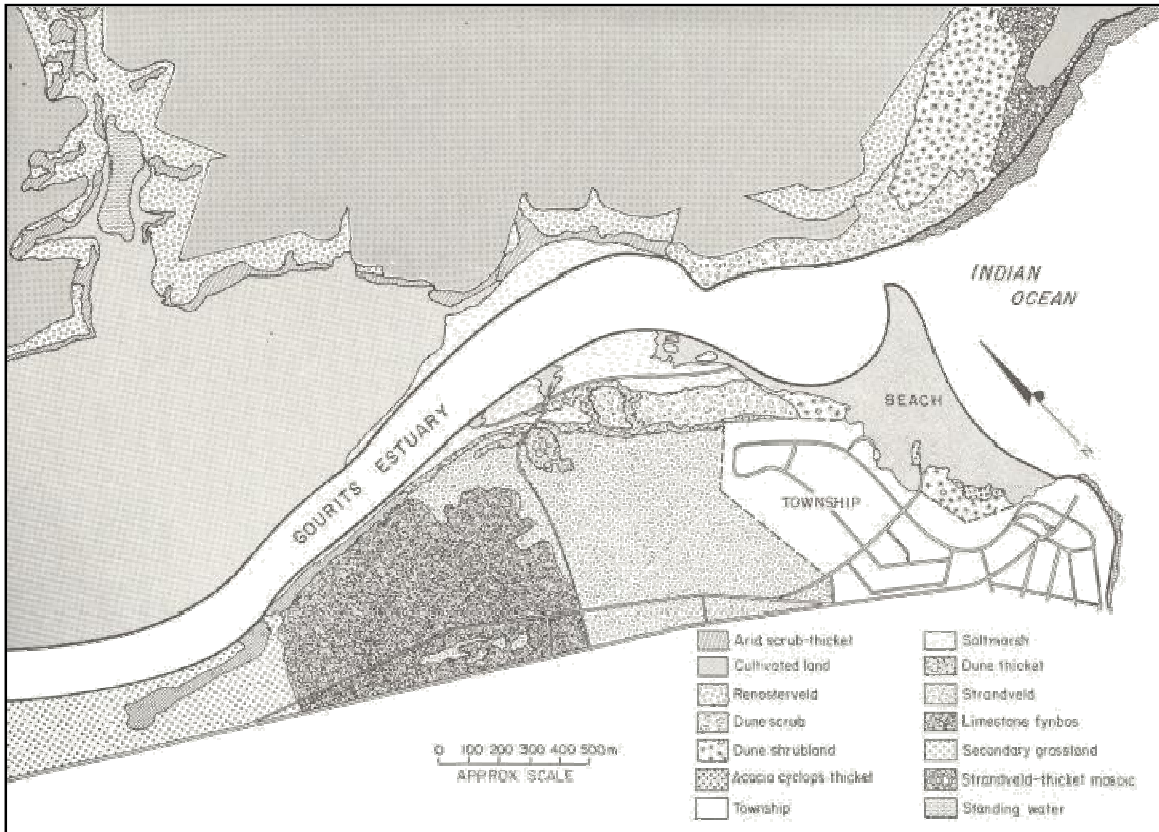 INDIAN
OCEAN
BEACH
N
GOURITS ESTUARY
TOWNSHIP
Arid scrub-thicket
Cultivated land
Renosterveld
Dune scrub
Dune shrubland
Acacia cyclops thicket
Township
Saltmarsh
Dune thicket
Strandveld
Limestone fynbos
Secondary grassland
Strandveld-thicket mosaic
Standing water
0 100 200 300 400 500m
APPROX SCALE